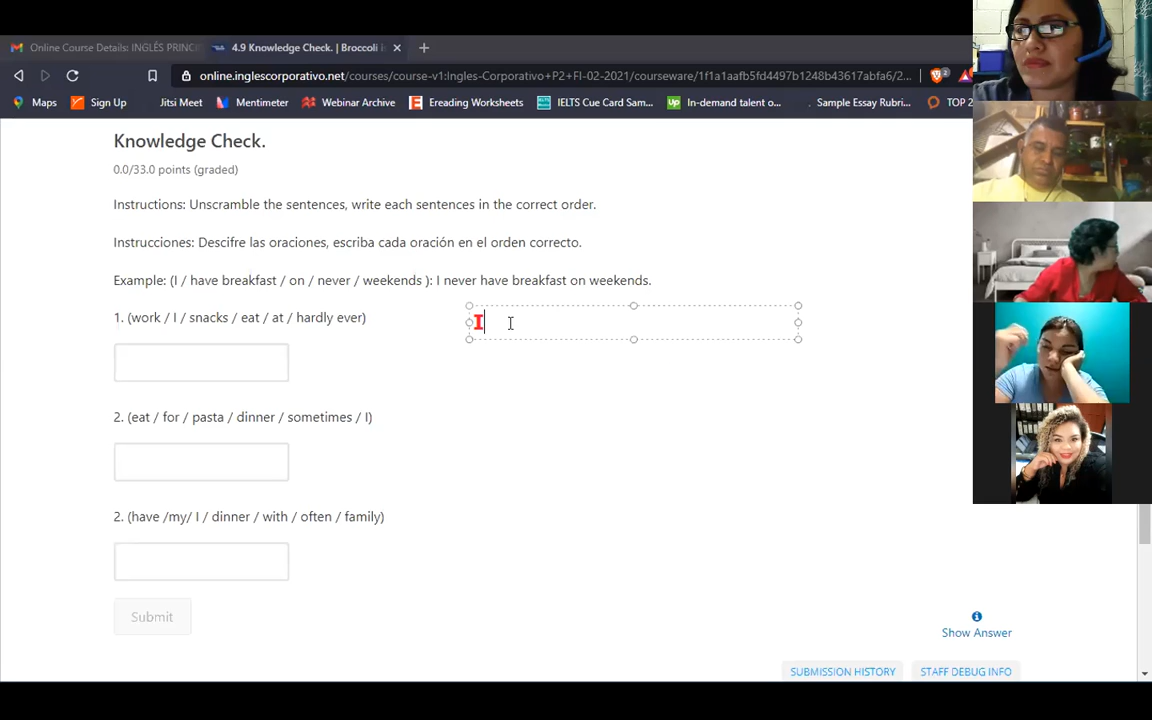 Online Course Details: INGLÉS PRINCI
4.9 Knowledge Check. | Broccoli i
online.inglescorporativo.net/courses/course-v1:Ingles-Corporativo+P2+FI-02-2021/courseware/1f1a1aafb5fd4497b1248b43617abfa6/2...
2
Maps Sign Up Jitsi Meet Mentimeter Webinar Archive Ereading Worksheets IELTS Cue Card Sam... In-demand talent o... Sample Essay Rubri... TOP 2
Knowledge Check.
0.0/33.0 points (graded)
Instructions: Unscramble the sentences, write each sentences in the correct order.
Instrucciones: Descifre las oraciones, escriba cada oración en el orden correcto.
Example: (I / have breakfast / on / never / weekends ): I never have breakfast on weekends.
1. (work / I / snacks / eat / at / hardly ever)
I
2. (eat / for / pasta / dinner / sometimes / I)
2. (have /my/ I / dinner / with / often / family)
Submit
Show Answer
SUBMISSION HISTORY STAFF DEBUG INFO